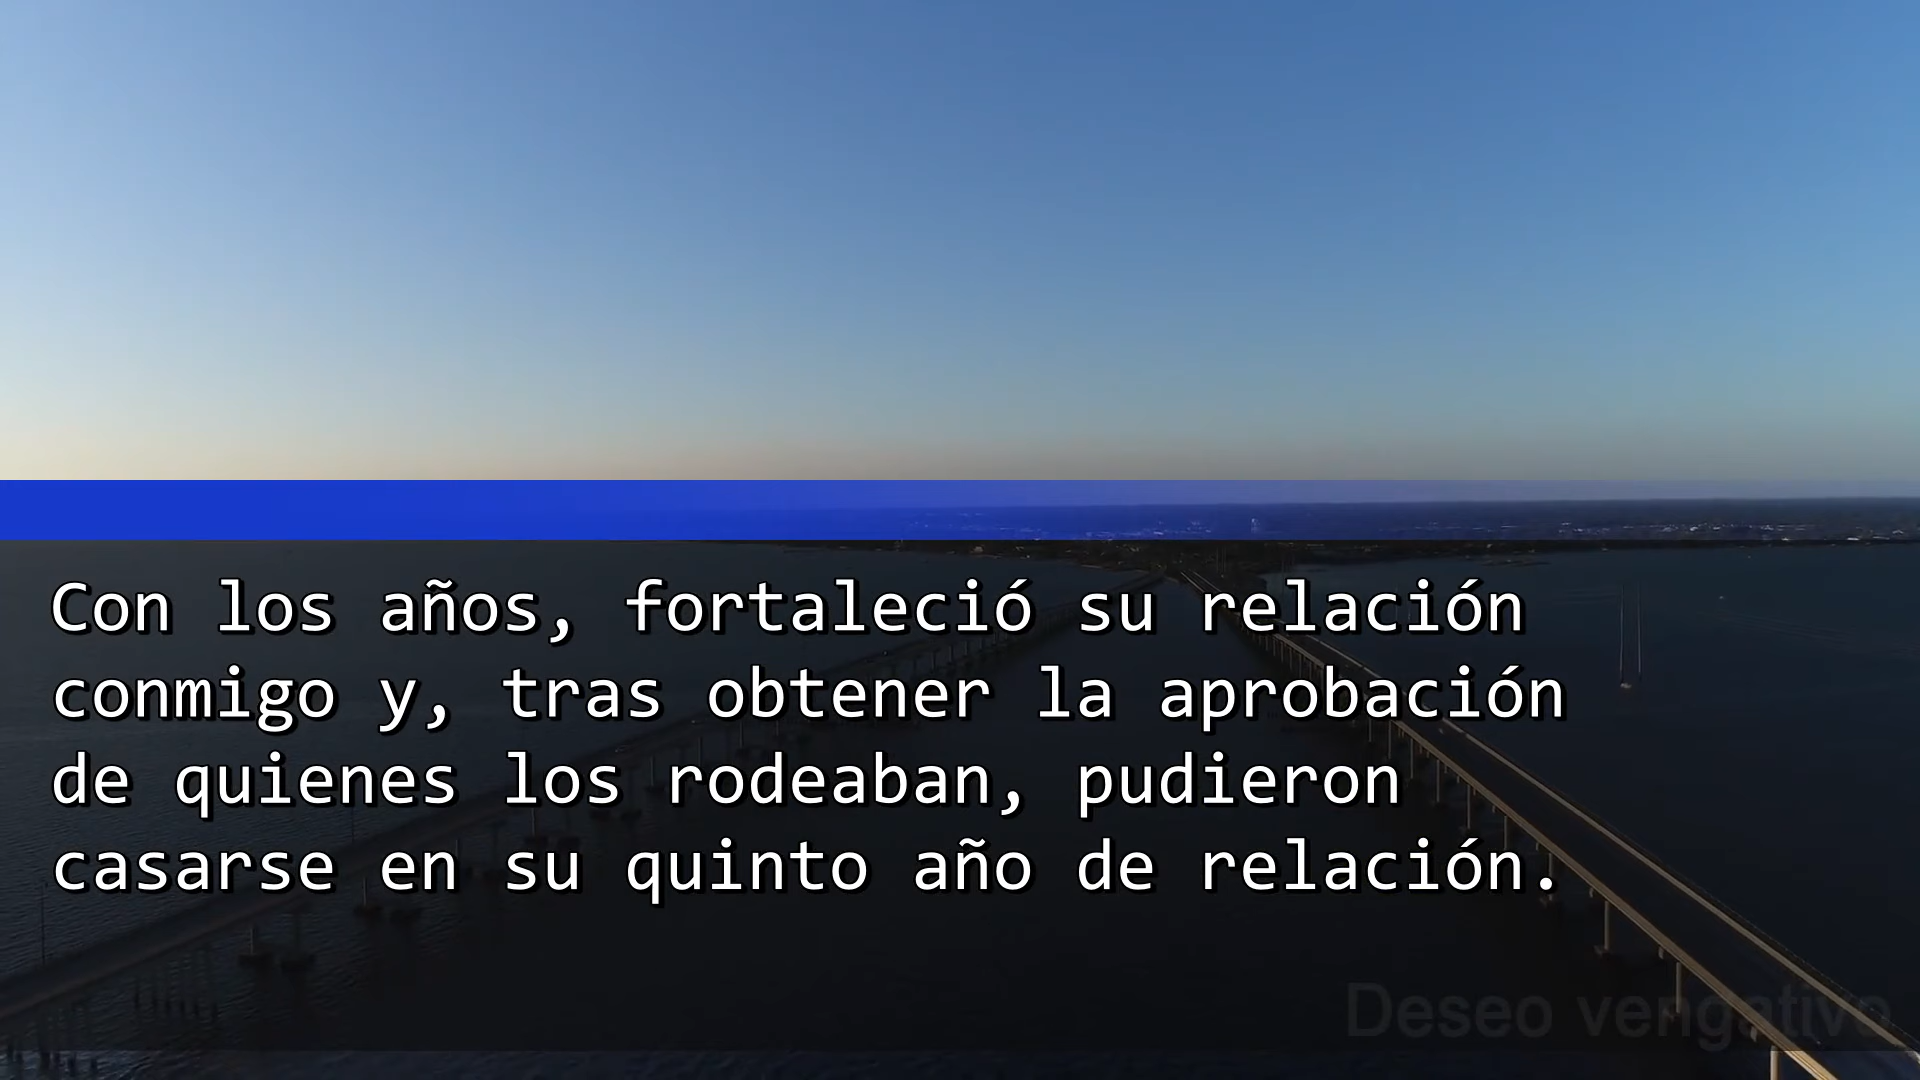 Con los años, fortaleció su relación
conmigo y, tras obtener la aprobación
de quienes los rodeaban, pudieron
casarse en su quinto año de relación.
Deseo vengativo